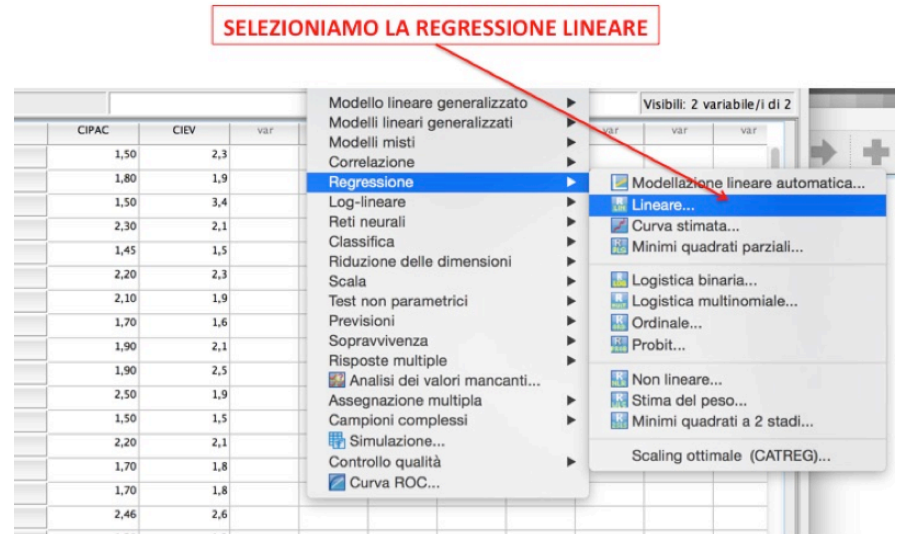 SELEZIONIAMO LA REGRESSIONE LINEARE
Visibili: 2 variabile/i di 2
CIPAC CIEV var var var var
1,50 2,3
1,80 1,9
1,50 3,4
2,30 2,1
1,45 1,5
2,20 2,3
2,10 1,9
1,70 1,6
1,90 2,1
1,90 2,5
2,50 1,9
1,50 1,5
2,20 2,1
1,70 1,8
1,70 1,8
2,46 2,6
Modello lineare generalizzato
Modelli lineari generalizzati
Modelli misti
Correlazione
Regressione
Log-lineare
Reti neurali
Classifica
Riduzione delle dimensioni
Scala
Test non parametrici
Previsioni
Sopravvivenza
Risposte multiple
Analisi dei valori mancanti...
Assegnazione multipla
Campioni complessi
Simulazione...
Controllo qualità
Curva ROC...
Modellazione lineare automatica...
Lineare...
Curva stimata...
Minimi quadrati parziali...
Logistica binaria...
Logistica multinomiale...
Ordinale...
Probit...
Non lineare...
Stima del peso...
Minimi quadrati a 2 stadi...
Scaling ottimale (CATREG)...